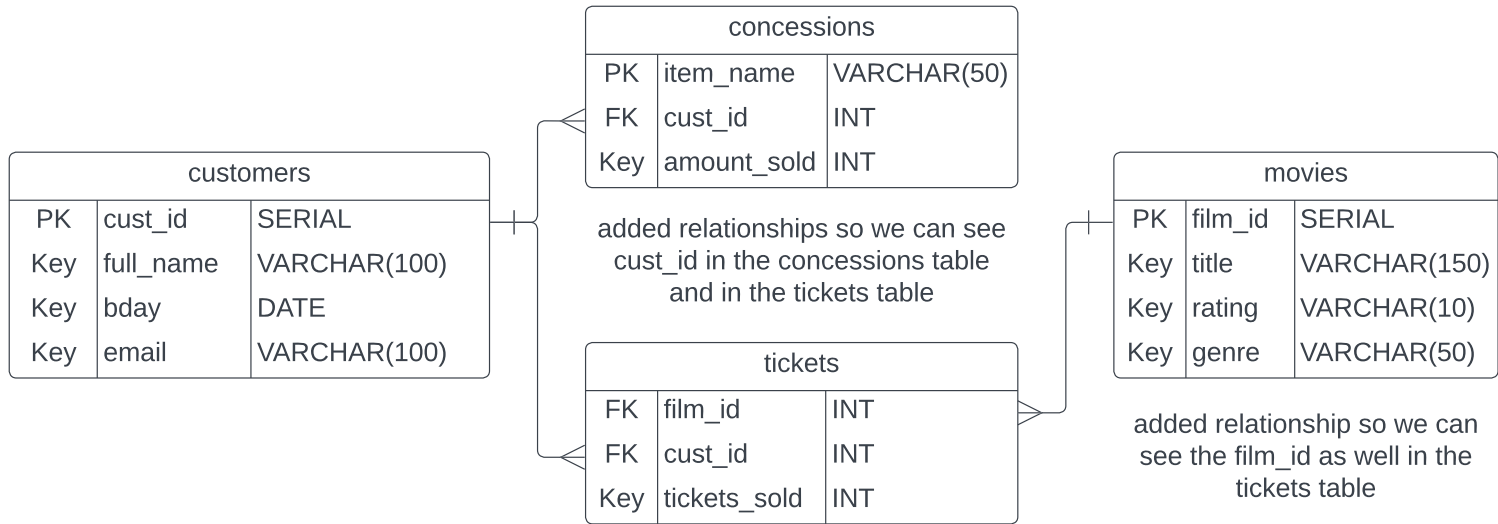 concessions
PK item_name VARCHAR(50)
FK cust_id INT
Key amount_sold INT
customers
PK cust_id SERIAL
Key full_name VARCHAR(100)
Key bday DATE
Key email VARCHAR(100)
added relationships so we can see
cust_id in the concessions table
and in the tickets table
tickets
FK film_id INT
FK cust_id INT
Key tickets_sold INT
movies
PK film_id SERIAL
Key title VARCHAR(150)
Key rating VARCHAR(10)
Key genre VARCHAR(50)
added relationship so we can
see the film_id as well in the
tickets table